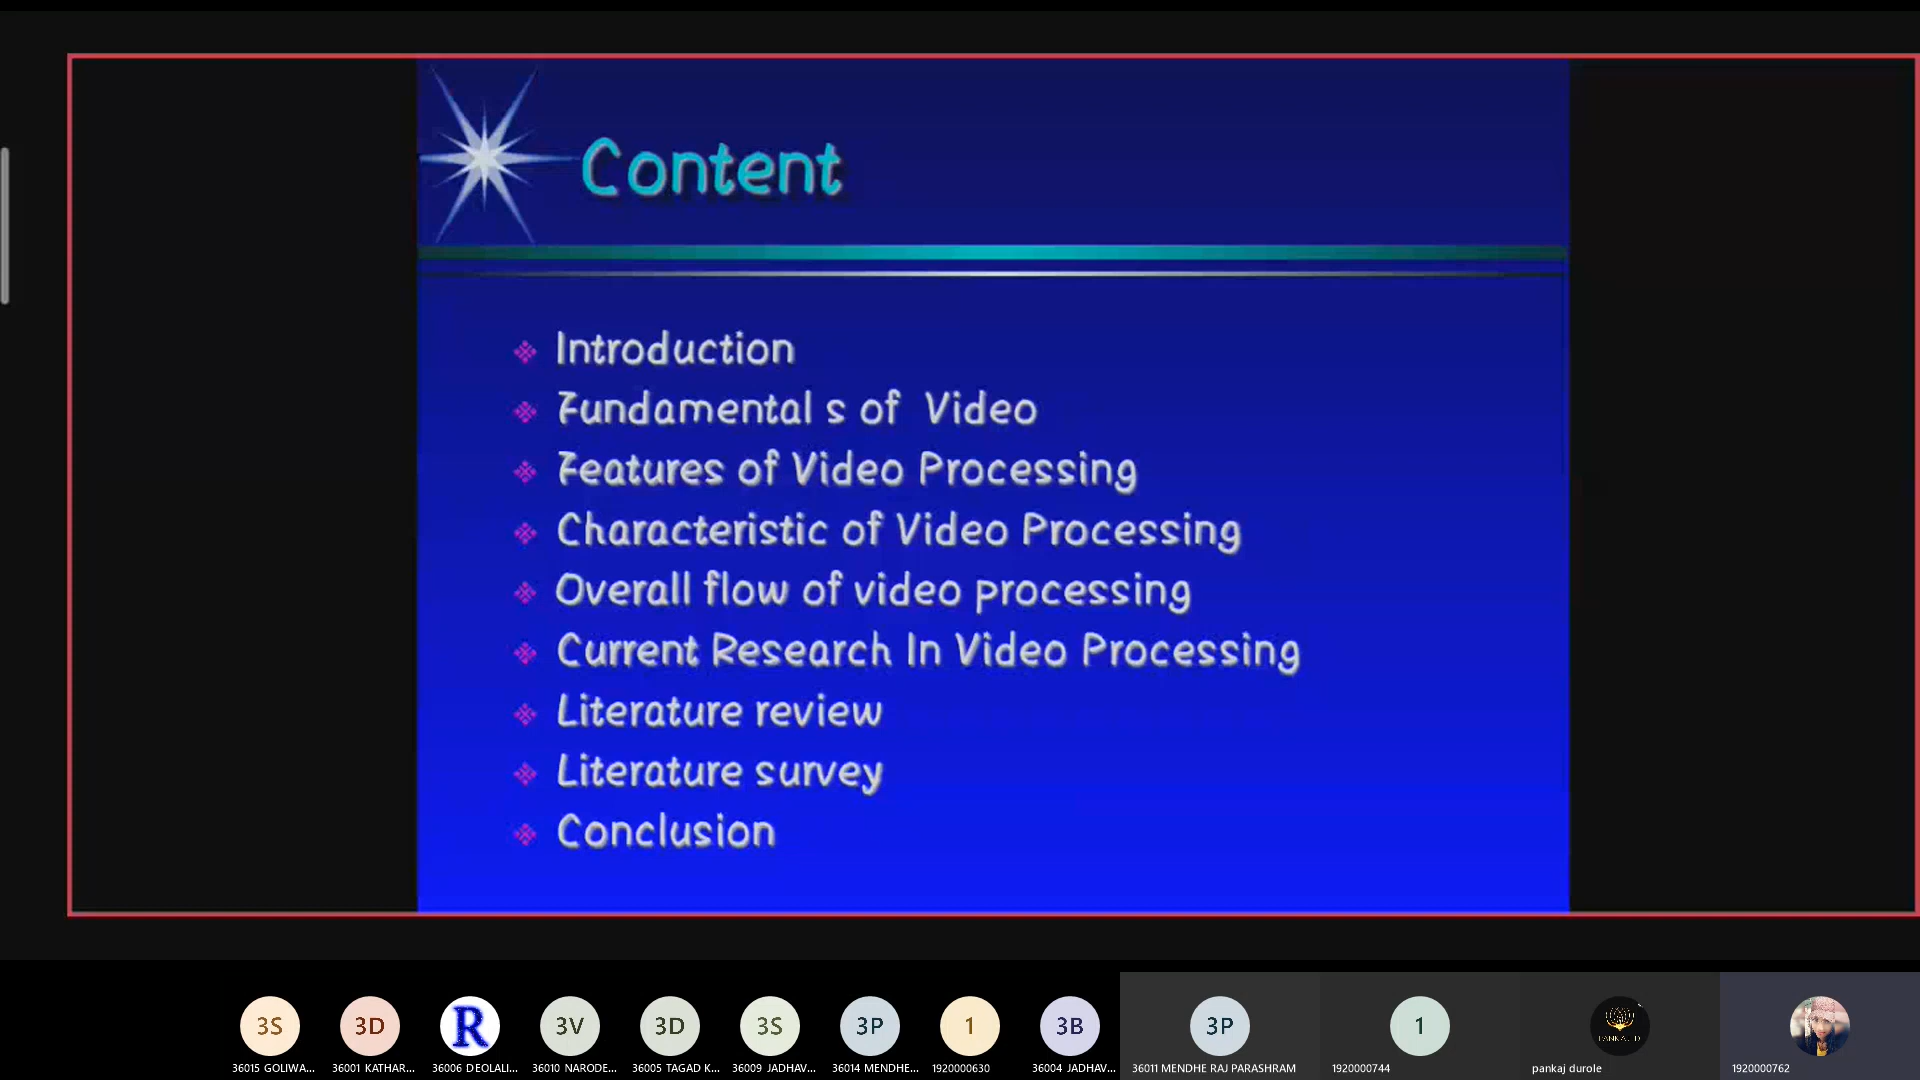 Content
Introduction
Fundamental s of Video
Features of Video Processing
Characteristic of Video Processing
Overall flow of video processing
Current Research In Video Processing
Literature review
Literature survey
Conclusion
3S 3D R 3V 3D 3S 3P 1 3B 3P 1 PANKAJ D
36015 GOLIWA... 36001 KATHAR... 36006 DEOLALI... 36010 NARODE... 36005 TAGAD K... 36009 JADHAV... 36014 MENDHE... 1920000630 36004 JADHAV... 36011 MENDHE RAJ PARASHRAM 1920000744 pankaj durole 1920000762